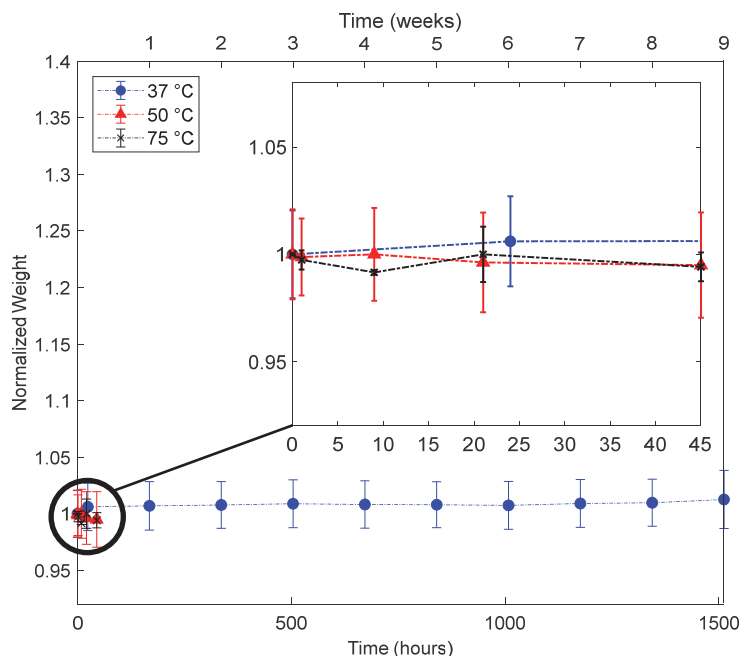 Time (weeks)
1 2 3 4 5 6 7 8 9
1.4
1.35
1.3
1.25
1.2
1.15
1.1
1.05
1
0.95
Normalized Weight
37 °C
50 °C
75 °C
1.05
1
0.95
0 5 10 15 20 25 30 35 40 45
0 500 1000 1500
Time (hours)